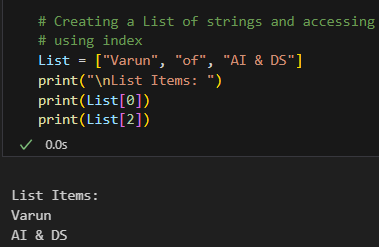 # Creating a List of strings and accessing
# using index
List = ["Varun", "of", "AI & DS"]
print("\nList Items: ")
print(List[0])
print(List[2])
0.0s
List Items:
Varun
AI & DS